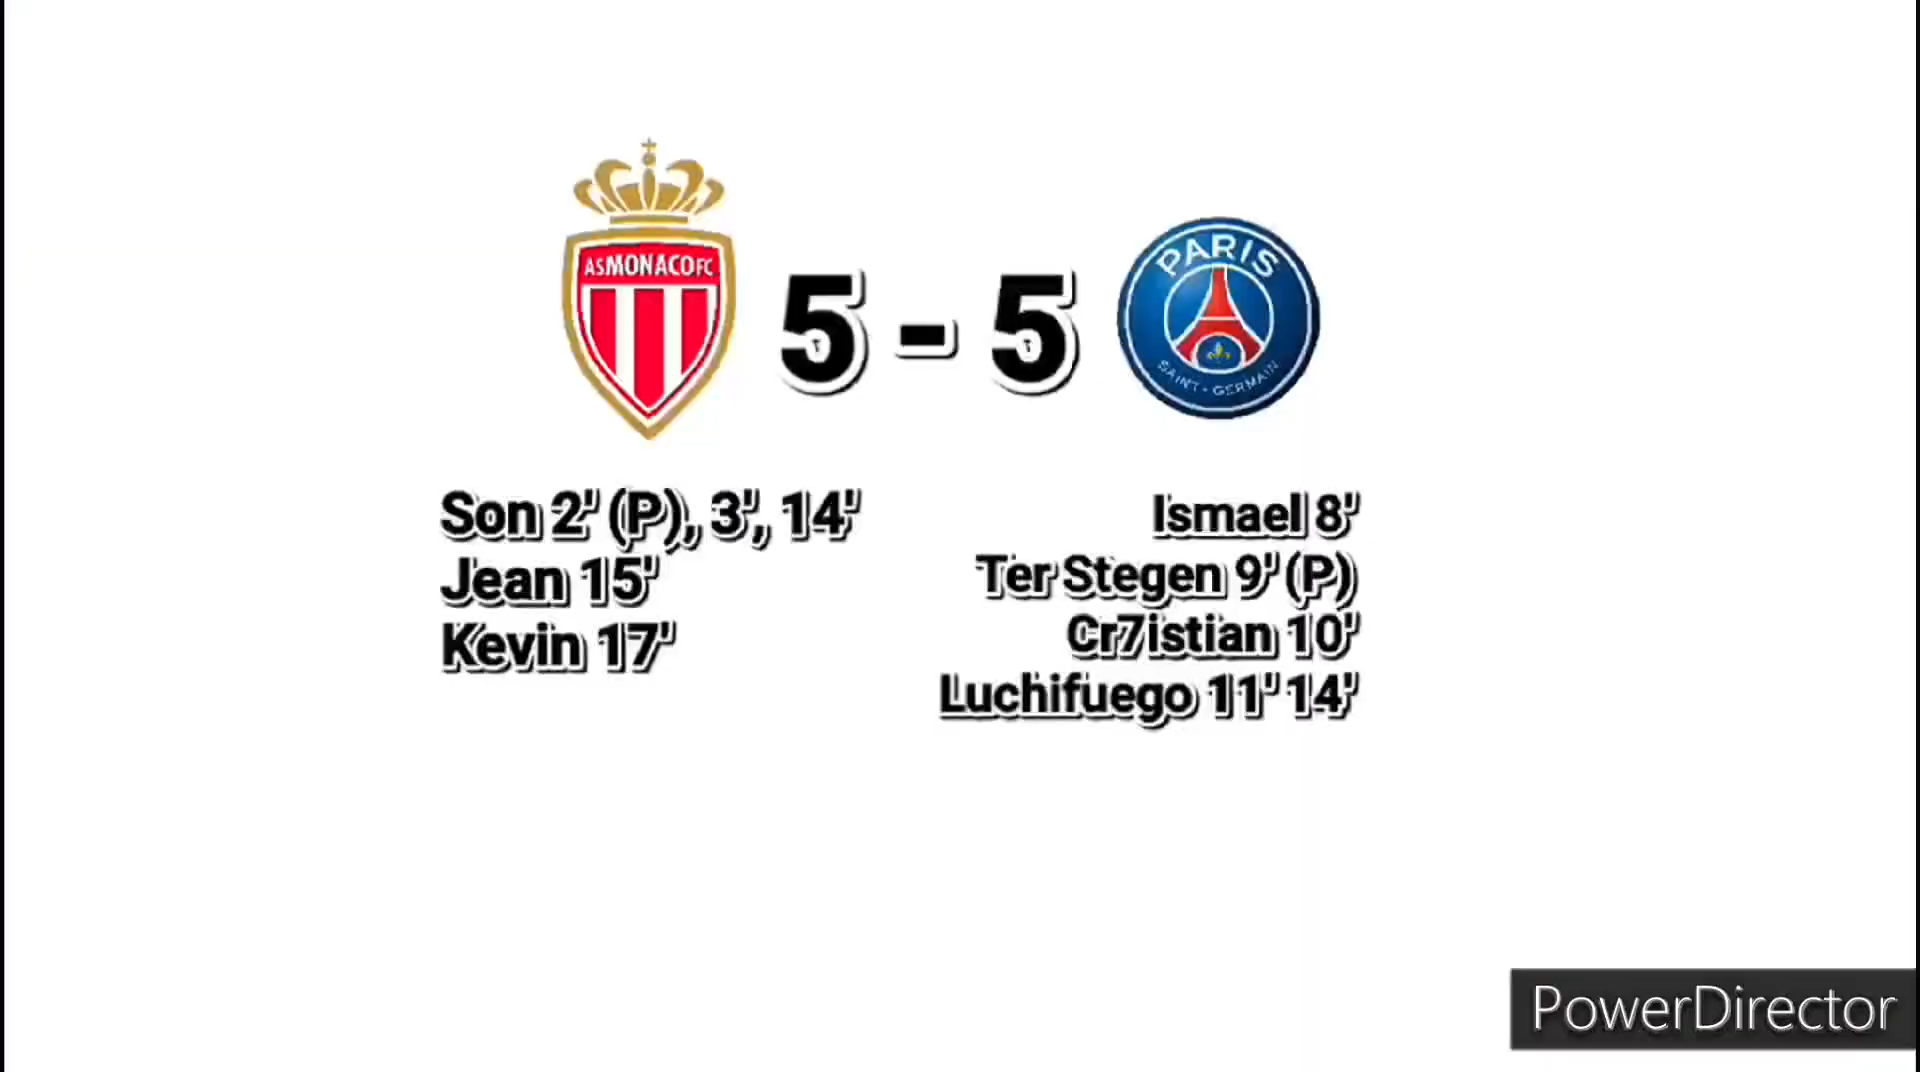 ASMONACOFC
5 - 5
PARIS
SAINT-GERMAIN
Son 2' (P), 3', 14'
Jean 15'
Kevin 17'
Ismael 8'
Ter Stegen 9' (P)
Cr7istian 10'
Luchifuego 11' 14'
PowerDirector